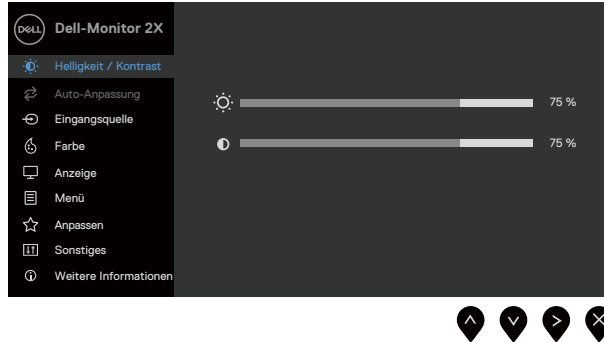 DELL Dell-Monitor 2X
Helligkeit / Kontrast
Auto-Anpassung
Eingangsquelle
Farbe
Anzeige
Menü
Anpassen
Sonstiges
Weitere Informationen
75 %
75 %